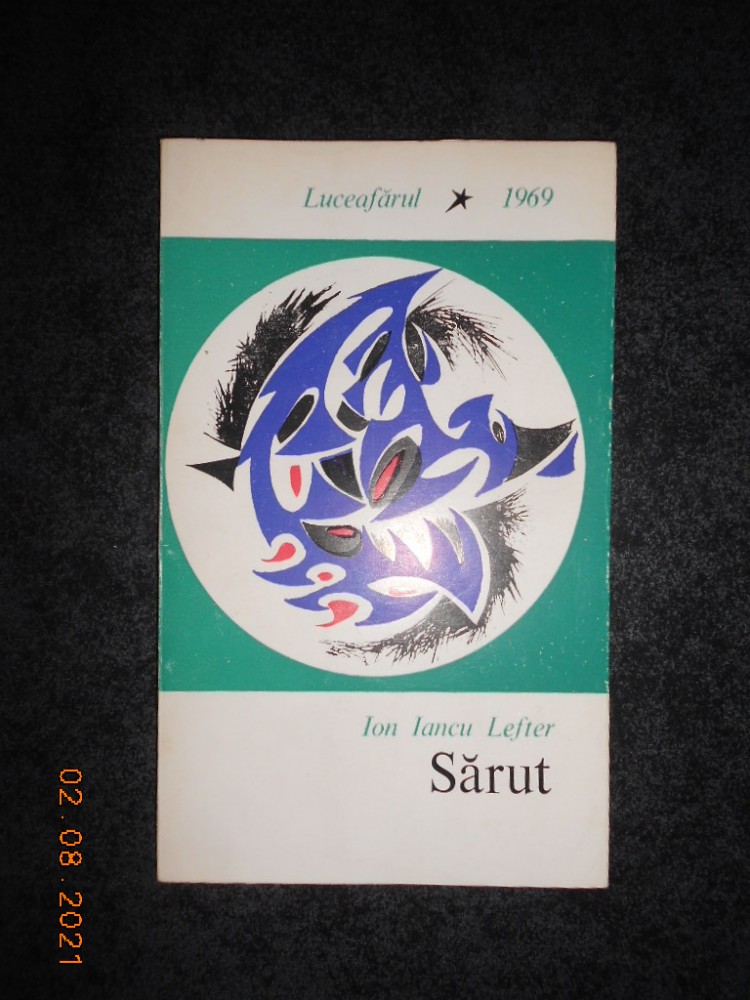 Luceafărul ★ 1969
Ion Iancu Lefter
Sărut
02.08.2021